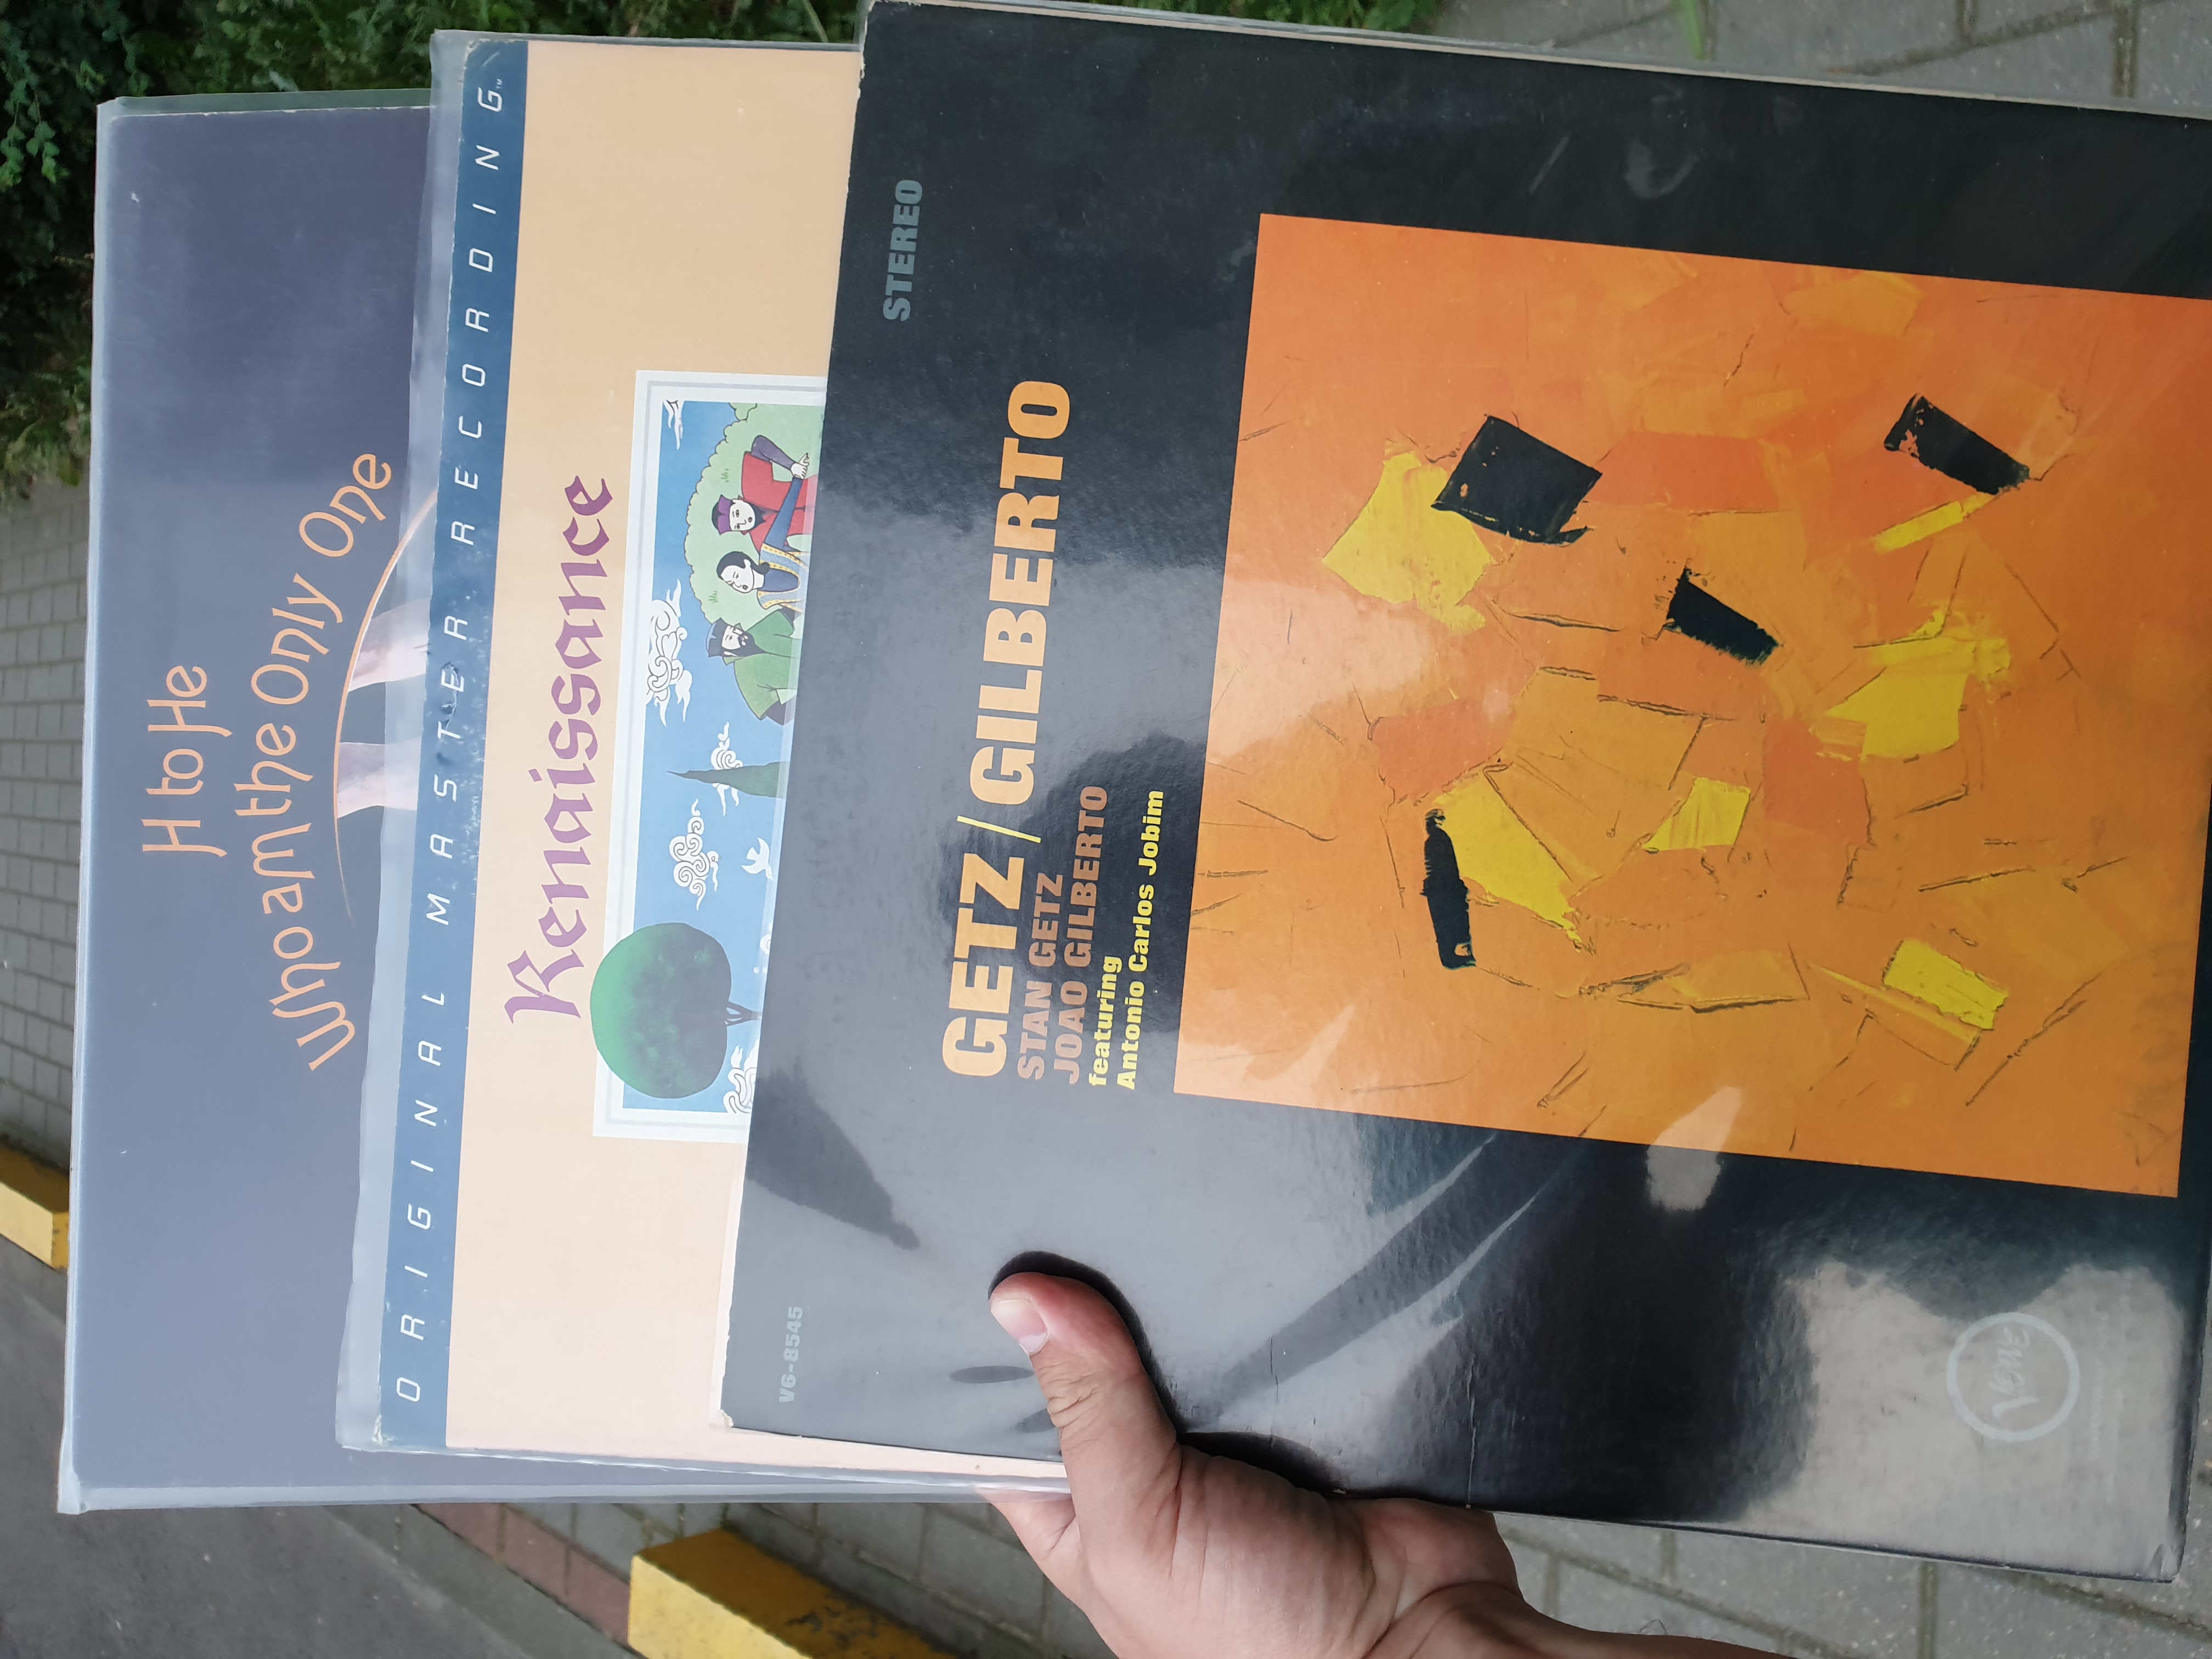 H to He
Who am the Only One
ORIGINAL MASTER RECORDING™
Renaissance
V6-8545
STEREO
GETZ / GILBERTO
STAN GETZ
JOAO GILBERTO
featuring
Antonio Carlos Jobim
Verve